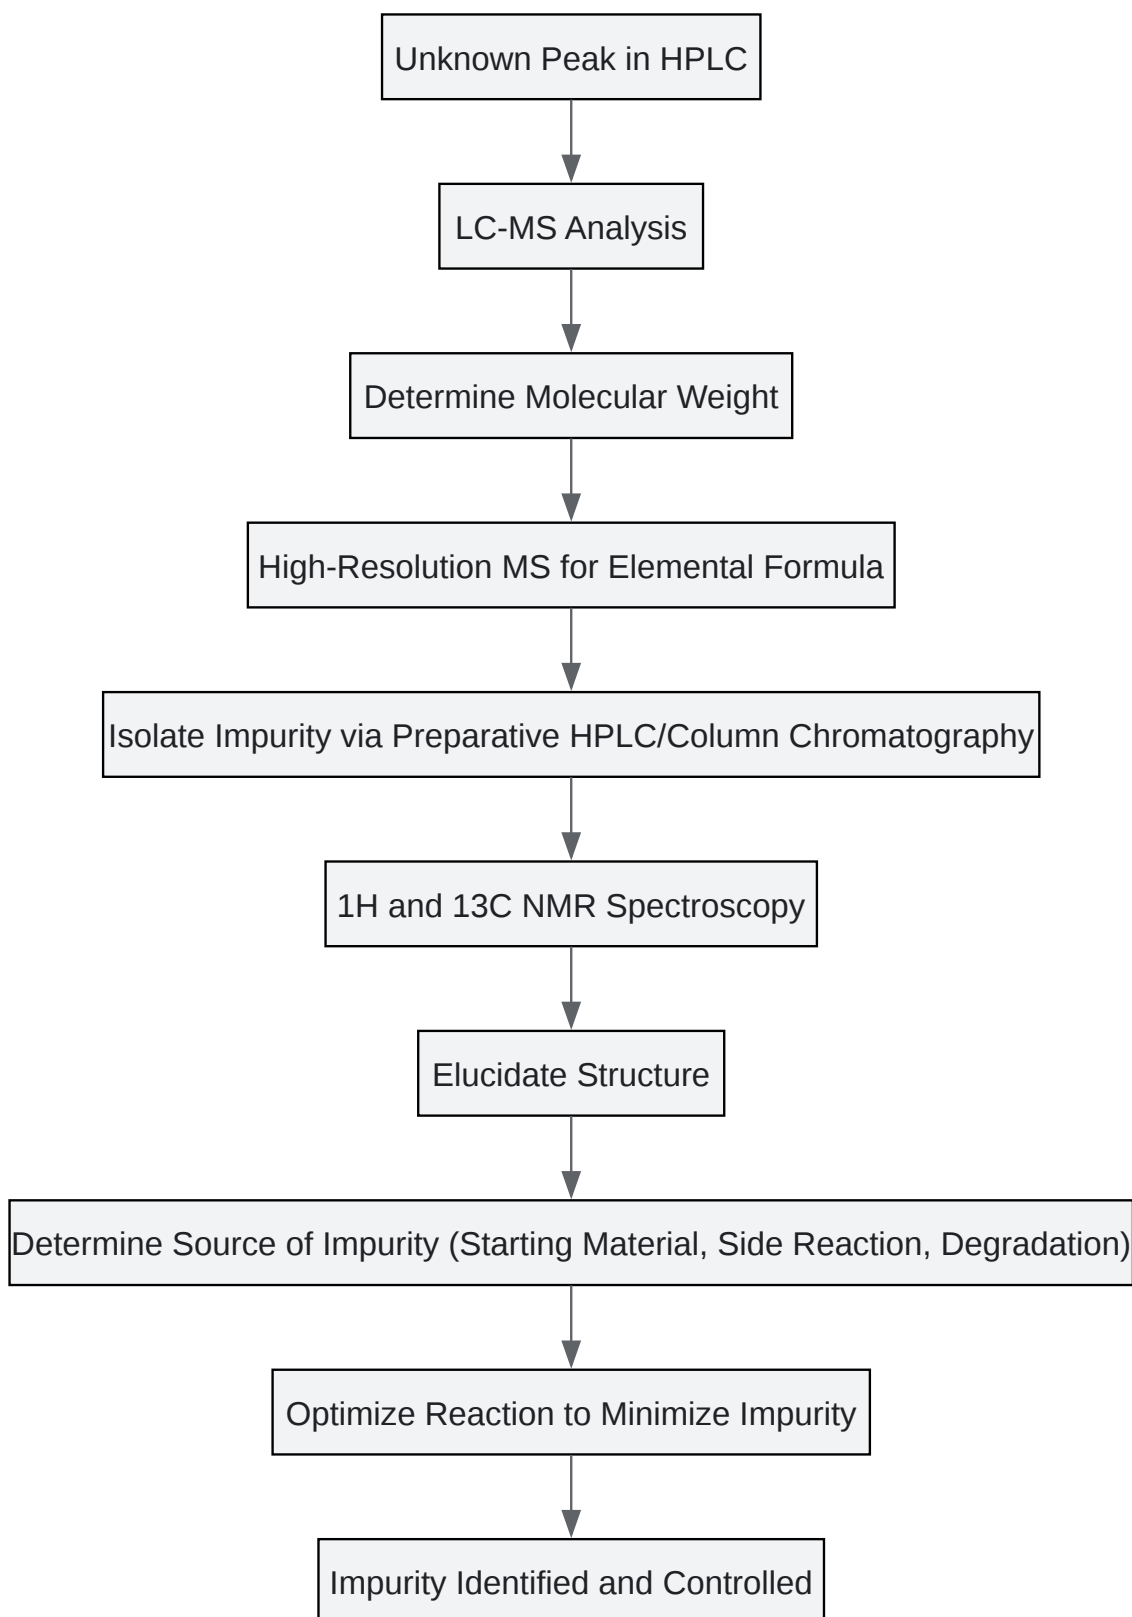 Unknown Peak in HPLC
LC-MS Analysis
Determine Molecular Weight
High-Resolution MS for Elemental Formula
Isolate Impurity via Preparative HPLC/Column Chromatography
1H and 13C NMR Spectroscopy
Elucidate Structure
Determine Source of Impurity (Starting Material, Side Reaction, Degradation)
Optimize Reaction to Minimize Impurity
Impurity Identified and Controlled